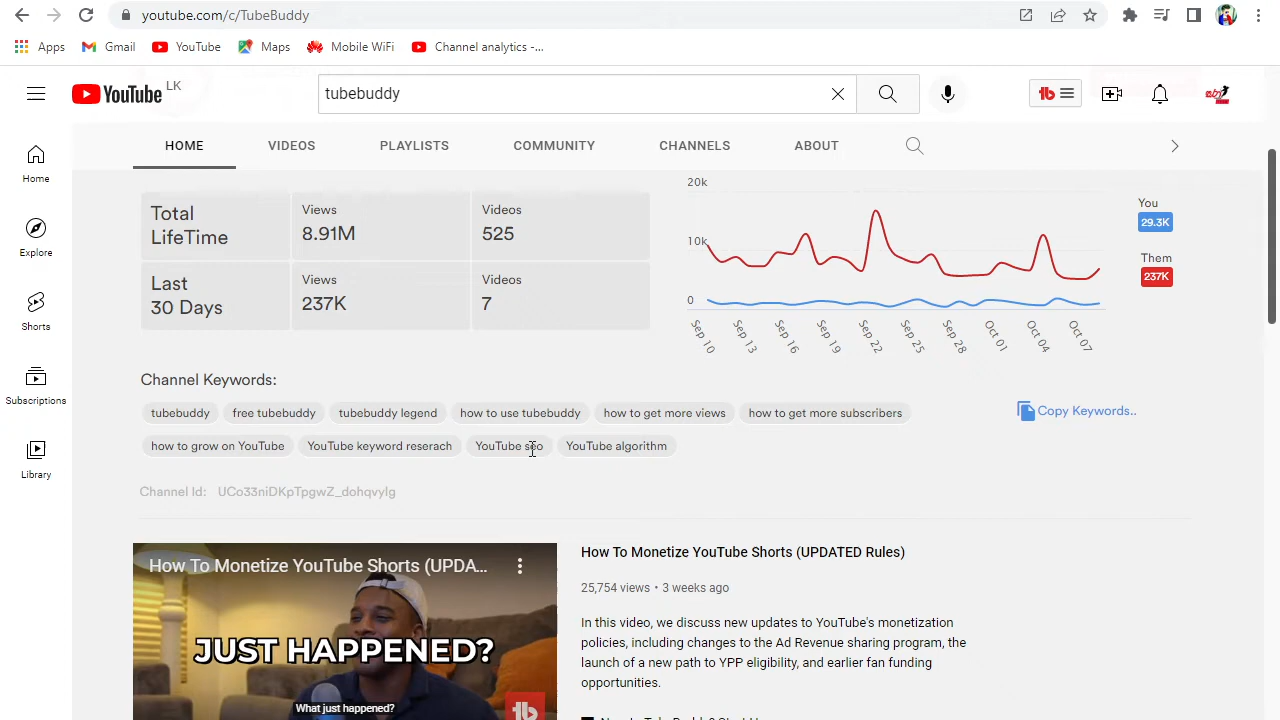 youtube.com/c/TubeBuddy
Apps Gmail YouTube Maps Mobile WiFi Channel analytics -...
YouTube LK tubebuddy
HOME VIDEOS PLAYLISTS COMMUNITY CHANNELS ABOUT
Home
Explore
Shorts
Subscriptions
Library
Total
LifeTime
Views
8.91M
Videos
525
Last
30 Days
Views
237K
Videos
7
20k
10k
0
Sep 10 Sep 13 Sep 16 Sep 19 Sep 22 Sep 25 Sep 28 Oct 01 Oct 04 Oct 07
You
29.3K
Them
237K
Channel Keywords:
tubebuddy free tubebuddy tubebuddy legend how to use tubebuddy how to get more views how to get more subscribers
how to grow on YouTube YouTube keyword reserach YouTube seo YouTube algorithm
Copy Keywords..
Channel Id: UCo33niDKpTpgwZ_dohqvylg
How To Monetize YouTube Shorts (UPDA...
JUST HAPPENED?
What just happened?
How To Monetize YouTube Shorts (UPDATED Rules)
25,754 views • 3 weeks ago
In this video, we discuss new updates to YouTube's monetization
policies, including changes to the Ad Revenue sharing program, the
launch of a new path to YPP eligibility, and earlier fan funding
opportunities.